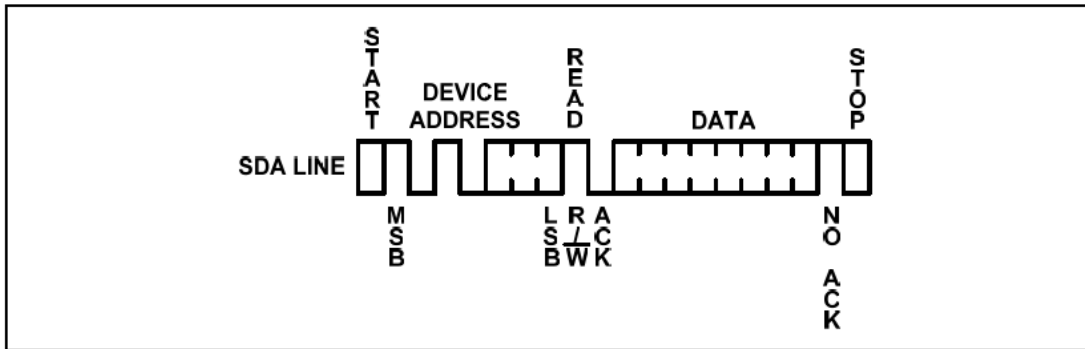 START
DEVICE
ADDRESS
READ
DATA
STOP
SDA LINE
MSB
LSB
R/W
ACK
NO ACK